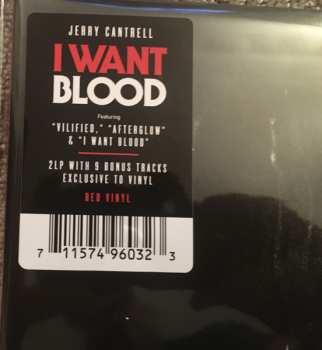 JERRY CANTRELL
I WANT
BLOOD
Featuring
"VILIFIED," "AFTERGLOW"
& "I WANT BLOOD"
2LP WITH 9 BONUS TRACKS
EXCLUSIVE TO VINYL
RED VINYL
7 11574 96032 3